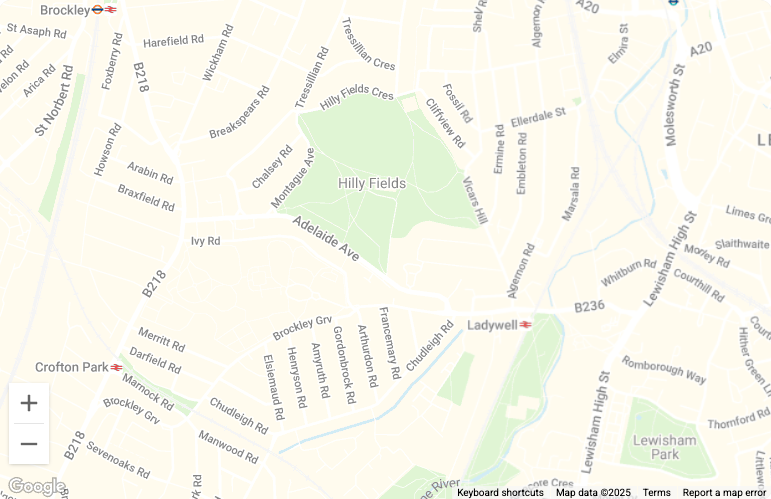 Brockley
St Asaph Rd
Harefield Rd
Wickham Rd
Foxberry Rd
Arica Rd
St Norbert Rd
B218
Tressillian Cres
Tressillian Rd
Hilly Fields Cres
Breakspears Rd
Algernon
A20
Elmira St
A20
Molesworth St
Fossil Rd
Cliffview Rd
Ellerdale St
Ermine Rd
Embleton Rd
Marsala Rd
Howson Rd
Arabin Rd
Braxfield Rd
Chalsey Rd
Montague Ave
Hilly Fields
Vicars Hill
Adelaide Ave
Ivy Rd
B218
Algernon Rd
Limes Gro
Slaithwaite
Morley Rd
Whitburn Rd
Courthill Rd
Lewisham High St
B236
Ladywell
Merritt Rd
Darfield Rd
Crofton Park
Marnock Rd
Brockley Grv
Brockley Grv
Elsiemaud Rd
Henryson Rd
Amyruth Rd
Gordonbrock Rd
Arthurdon Rd
Francemary Rd
Chudleigh Rd
Chudleigh Rd
Manwood Rd
Sevenoaks Rd
B218
Hither Green L
Romborough Way
Thornford Rd
Lewisham High St
Lewisham
Park
Google
Keyboard shortcuts
Map data ©2025
Terms
Report a map error